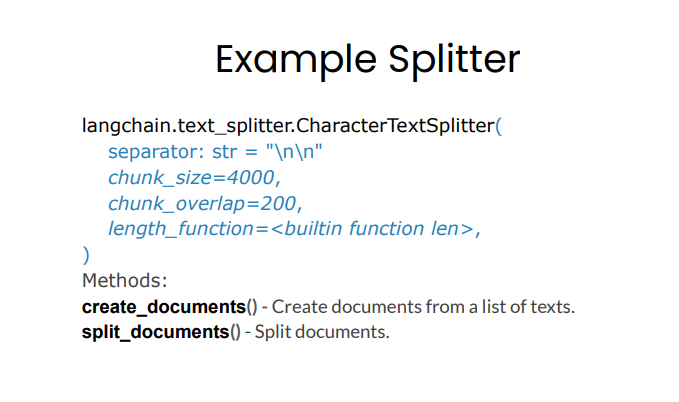 Example Splitter
langchain.text_splitter.CharacterTextSplitter(
separator: str = "\n\n"
chunk_size=4000,
chunk_overlap=200,
length_function=<builtin function len>,
)
Methods:
create_documents() - Create documents from a list of texts.
split_documents() - Split documents.